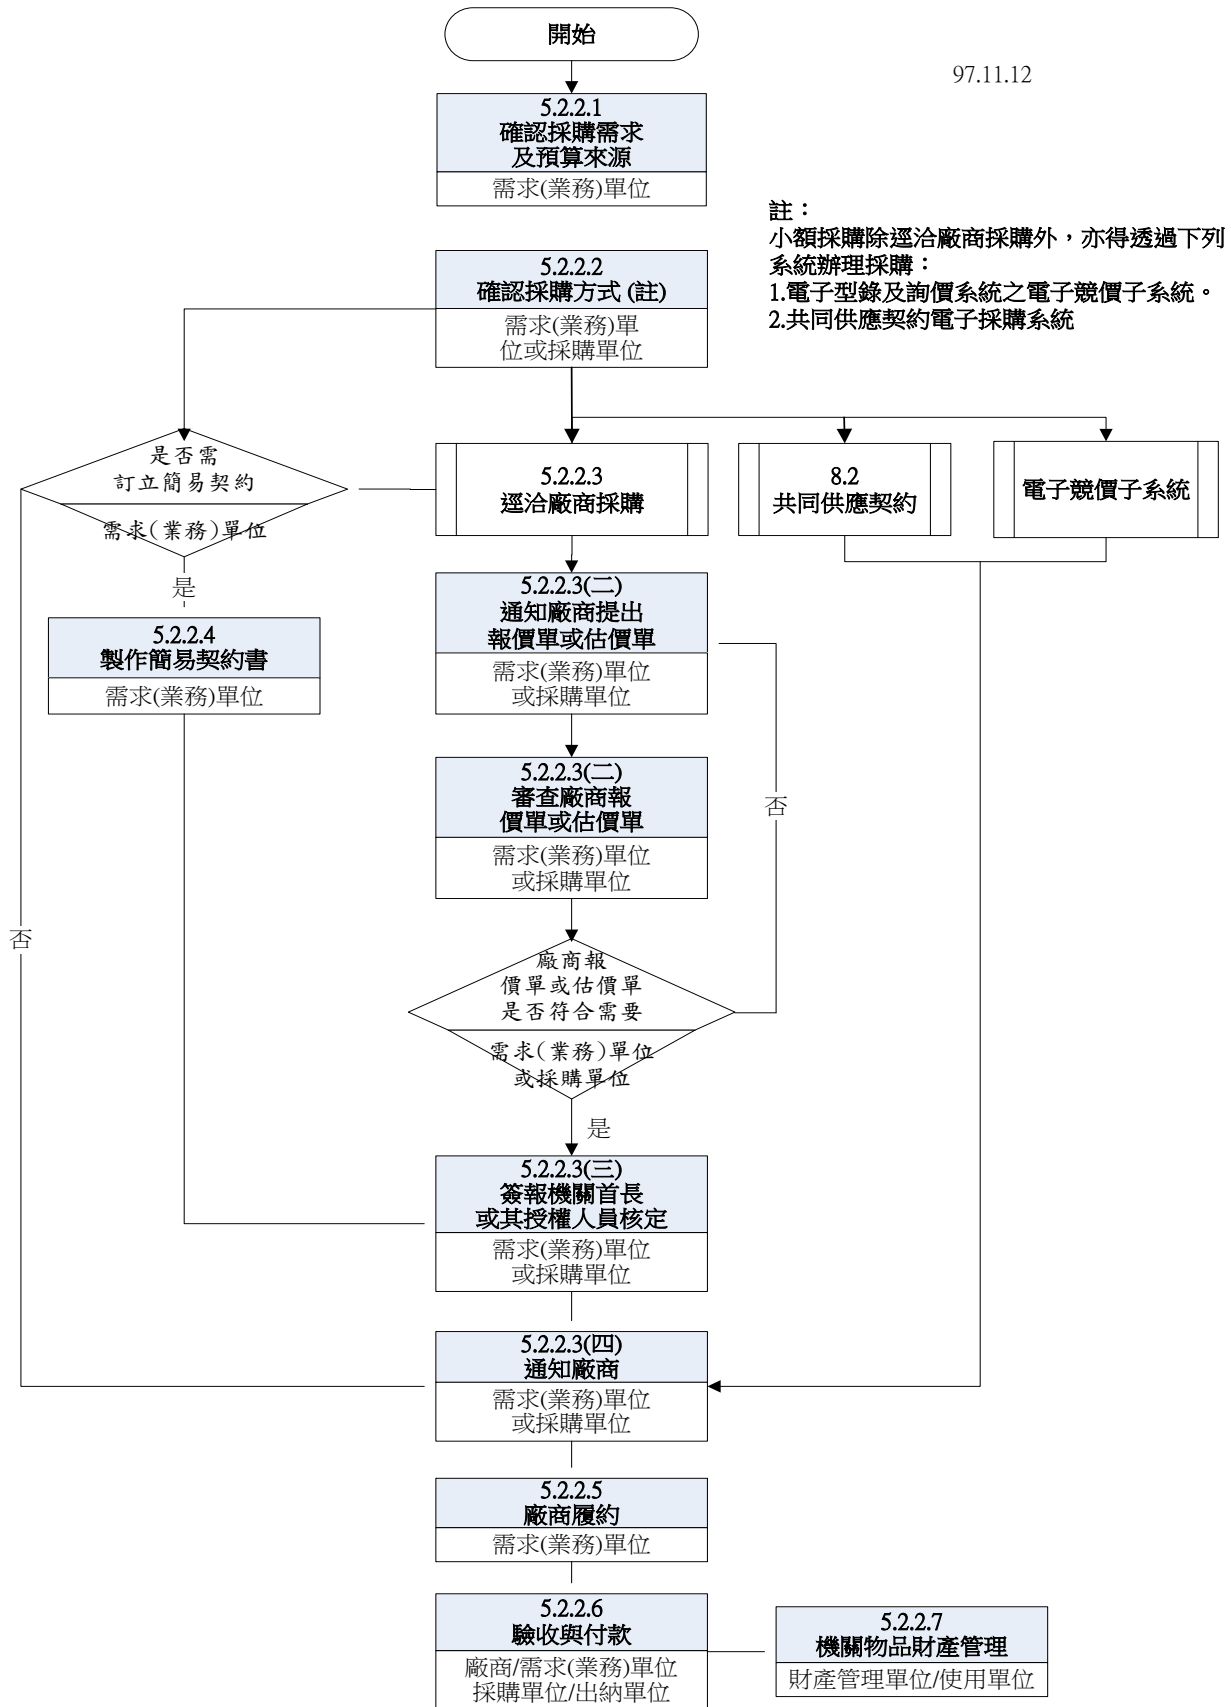 開始
97.11.12
5.2.2.1
確認採購需求
及預算來源
需求(業務)單位
註：
小額採購除逕洽廠商採購外，亦得透過下列
系統辦理採購：
1.電子型錄及詢價系統之電子競價子系統。
2.共同供應契約電子採購系統
5.2.2.2
確認採購方式 (註)
需求(業務)單
位或採購單位
是否需
訂立簡易契約
需求(業務)單位
5.2.2.3
逕洽廠商採購
8.2
共同供應契約
電子競價子系統
是
5.2.2.4
製作簡易契約書
需求(業務)單位
5.2.2.3(二)
通知廠商提出
報價單或估價單
需求(業務)單位
或採購單位
5.2.2.3(二)
審查廠商報
價單或估價單
需求(業務)單位
或採購單位
否
否
廠商報
價單或估價單
是否符合需要
需求(業務)單位
或採購單位
是
5.2.2.3(三)
簽報機關首長
或其授權人員核定
需求(業務)單位
或採購單位
5.2.2.3(四)
通知廠商
需求(業務)單位
或採購單位
5.2.2.5
廠商履約
需求(業務)單位
5.2.2.6
驗收與付款
廠商/需求(業務)單位
採購單位/出納單位
5.2.2.7
機關物品財產管理
財產管理單位/使用單位